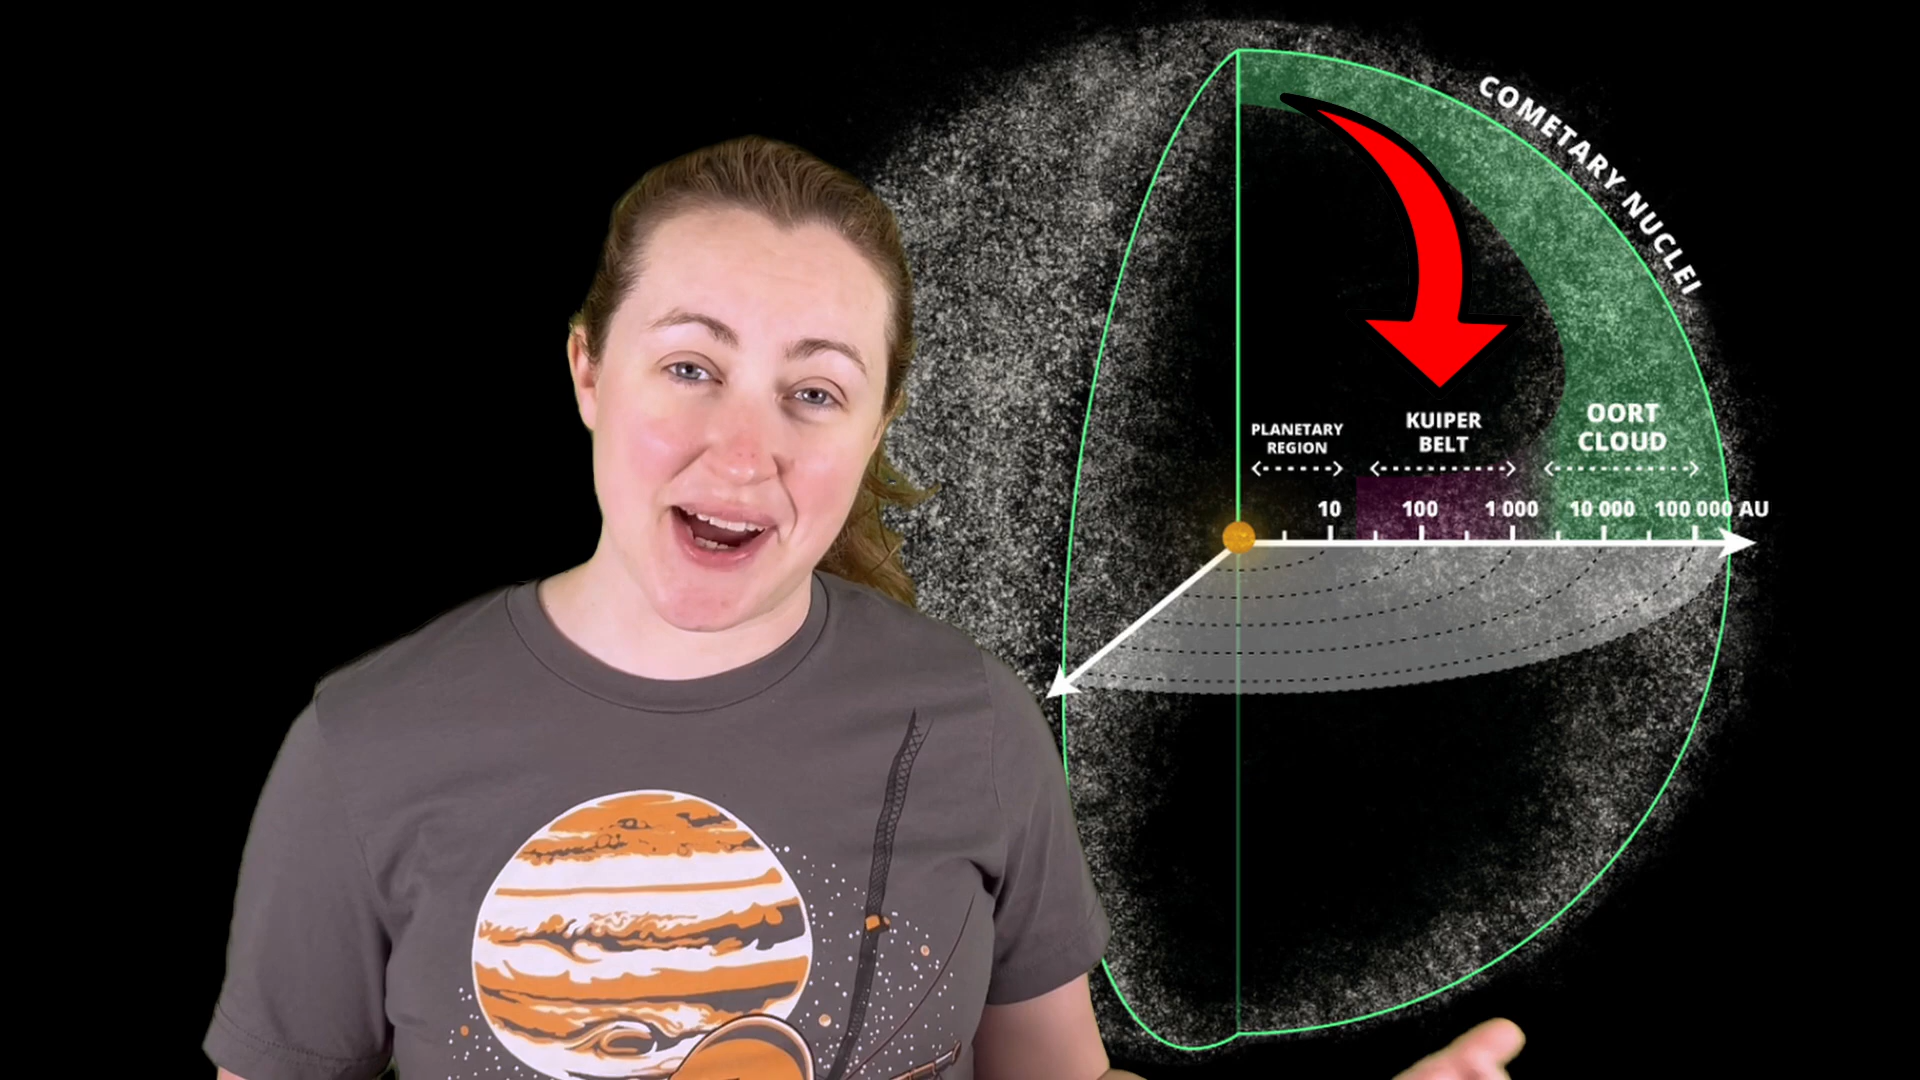 COMETARY NUCLEI
PLANETARY
REGION
KUIPER
BELT
OORT
CLOUD
10
100
1 000
10 000
100 000 AU